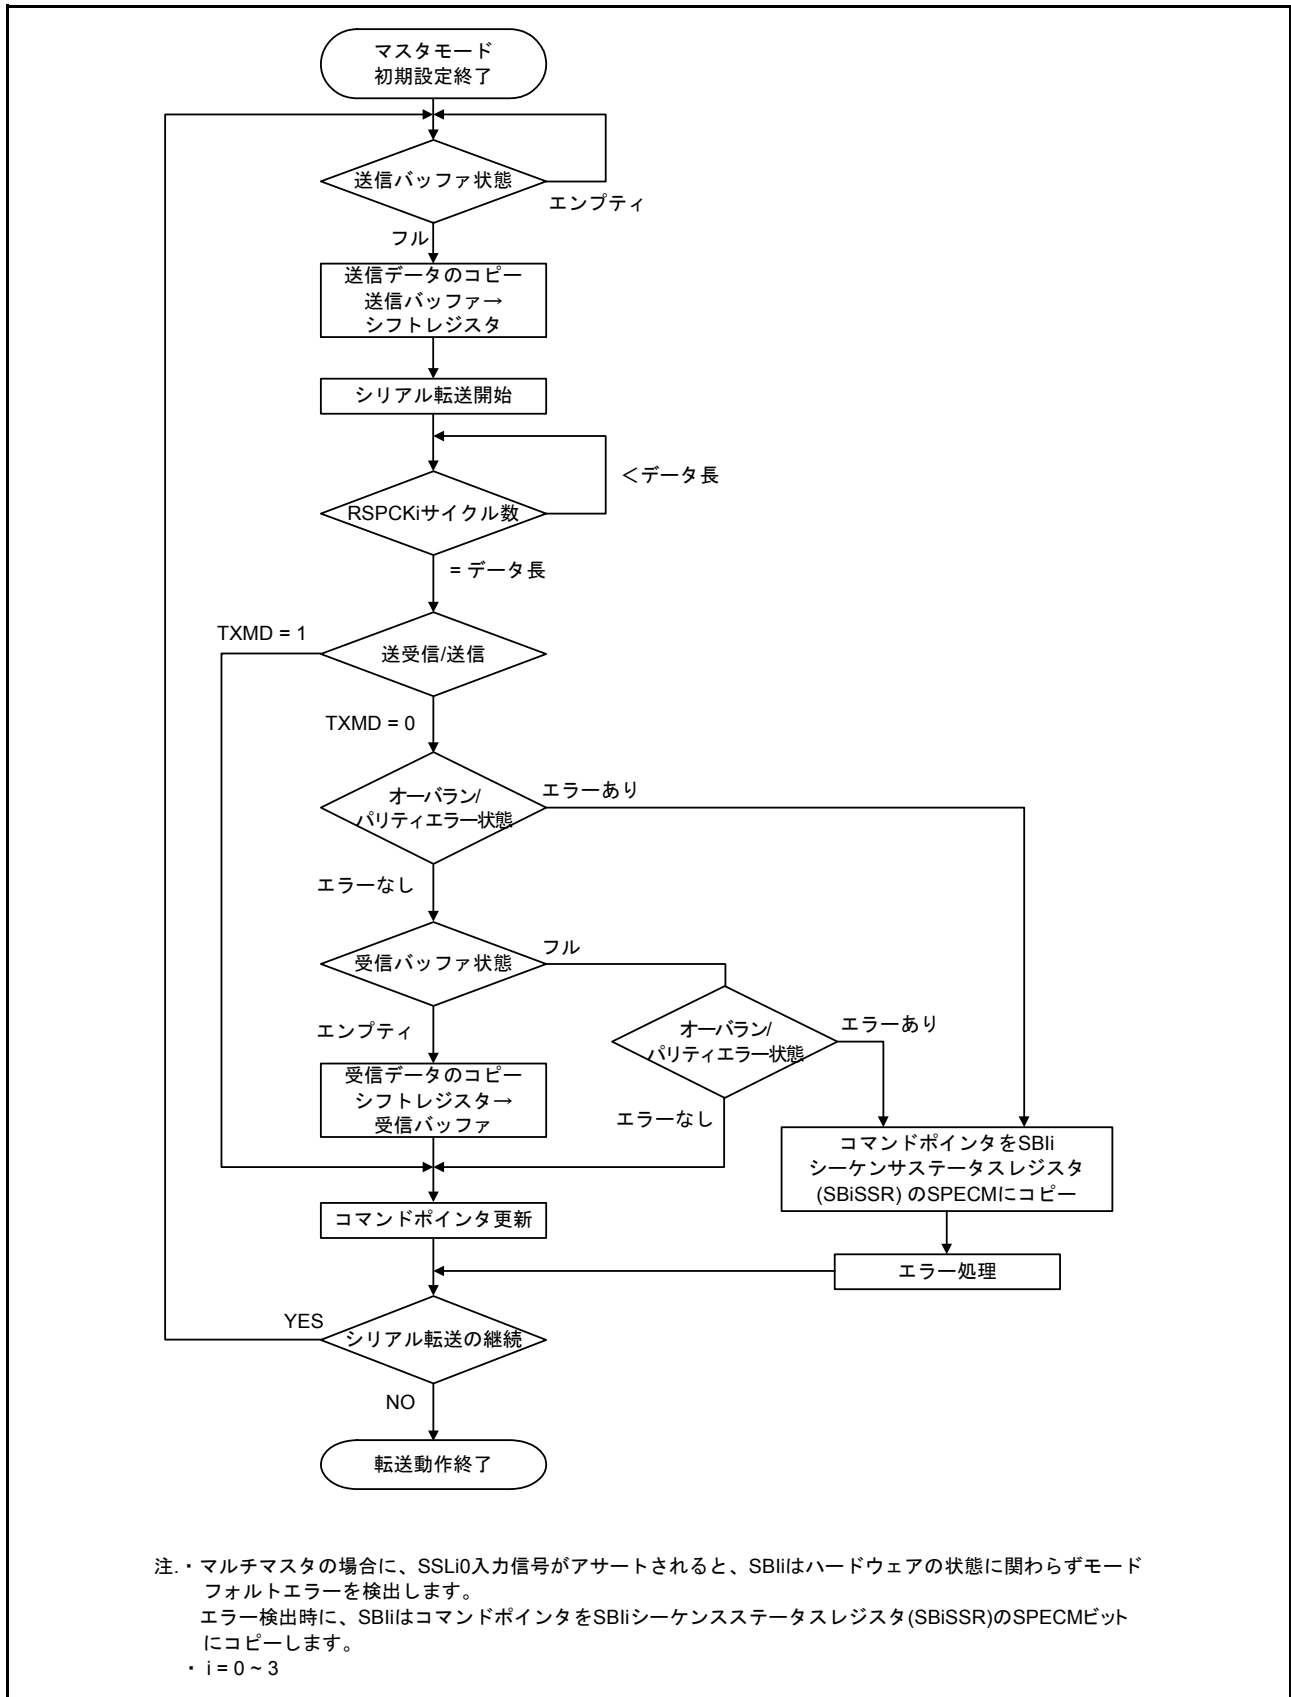 マスタモード
初期設定終了
送信バッファ状態
エンプティ
フル
送信データのコピー
送信バッファ→
シフトレジスタ
シリアル転送開始
<データ長
RSPCKiサイクル数
= データ長
TXMD = 1
送受信/送信
TXMD = 0
オーバラン/
パリティエラー状態
エラーあり
エラーなし
受信バッファ状態
フル
エンプティ
オーバラン/
パリティエラー状態
エラーあり
受信データのコピー
シフトレジスタ→
受信バッファ
エラーなし
コマンドポインタをSBIi
シーケンサステータスレジスタ
(SBiSSR) のSPECMにコピー
コマンドポインタ更新
エラー処理
YES
シリアル転送の継続
NO
転送動作終了
注.・マルチマスタの場合に、SSLi0入力信号がアサートされると、SBIiはハードウェアの状態に関わらずモード
フォルトエラーを検出します。
エラー検出時に、SBIiはコマンドポインタをSBIiシーケンスステータスレジスタ(SBiSSR)のSPECMビット
にコピーします。
・ i = 0 ~ 3